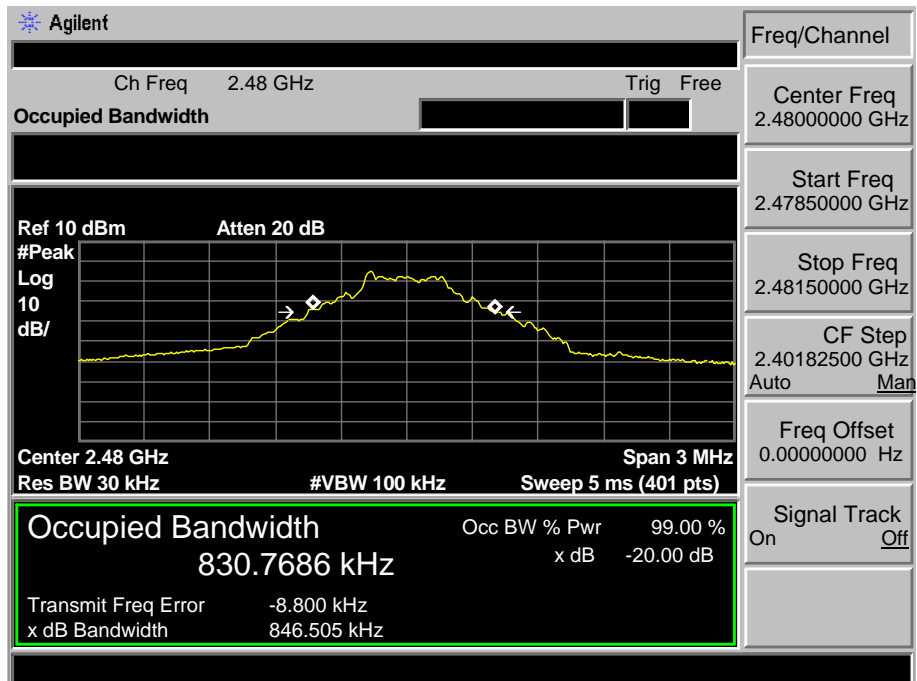 Agilent
Freq/Channel
Ch Freq 2.48 GHz Trig Free
Occupied Bandwidth
Center Freq
2.48000000 GHz
Start Freq
2.47850000 GHz
Ref 10 dBm Atten 20 dB
#Peak
Log
10
dB/
Stop Freq
2.48150000 GHz
CF Step
2.40182500 GHz
Auto Man
Freq Offset
0.00000000 Hz
Center 2.48 GHz Span 3 MHz
Res BW 30 kHz #VBW 100 kHz Sweep 5 ms (401 pts)
Signal Track
On Off
Occupied Bandwidth Occ BW % Pwr 99.00 %
830.7686 kHz x dB -20.00 dB
Transmit Freq Error -8.800 kHz
x dB Bandwidth 846.505 kHz